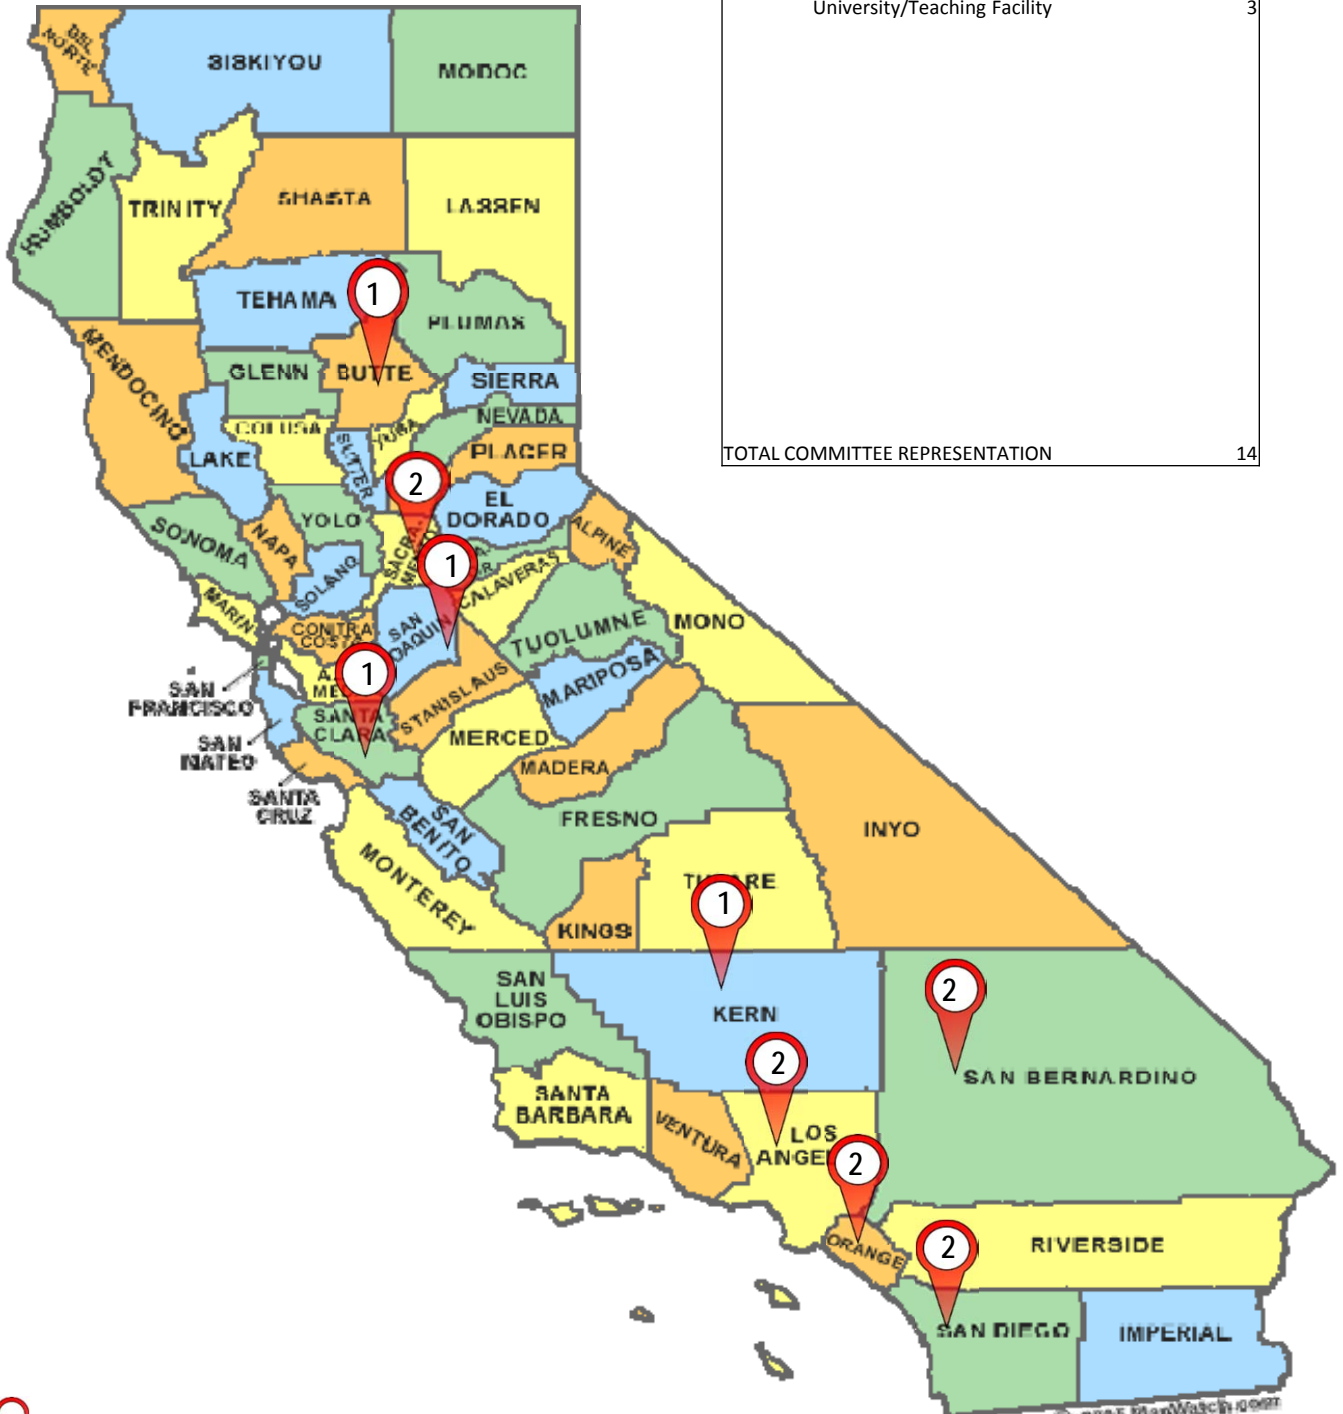 University/Teaching Facility 3
TOTAL COMMITTEE REPRESENTATION 14
DEL
NORTE
SISKIYOU
MODOC
HUMBOLDT
TRINITY
SHASTA
LASSEN
TEHAMA
1
PLUMAS
MENDOCINO
GLENN
BUTTE
SIERRA
NEVADA
COLUSA
YUBA
SUTTER
PLACER
LAKE
2
EL
DORADO
SONOMA
NAPA
YOLO
ALPINE
SOLANO
1
CALAVERAS
MARIN
CONTRA
COSTA
SAN
TUOLUMNE
MONO
1
SAN
FRANCISCO
STANISLAUS
MARIPOSA
SANTA
CLARA
SAN
MATEO
MERCED
MADERA
SANTA
CRUZ
SAN
BENITO
FRESNO
INYO
MONTEREY
1
KINGS
SAN
LUIS
OBISPO
KERN
2
2
SAN BERNARDINO
SANTA
BARBARA
VENTURA
LOS
2
ORANGE
2
RIVERSIDE
SAN DIEGO
IMPERIAL